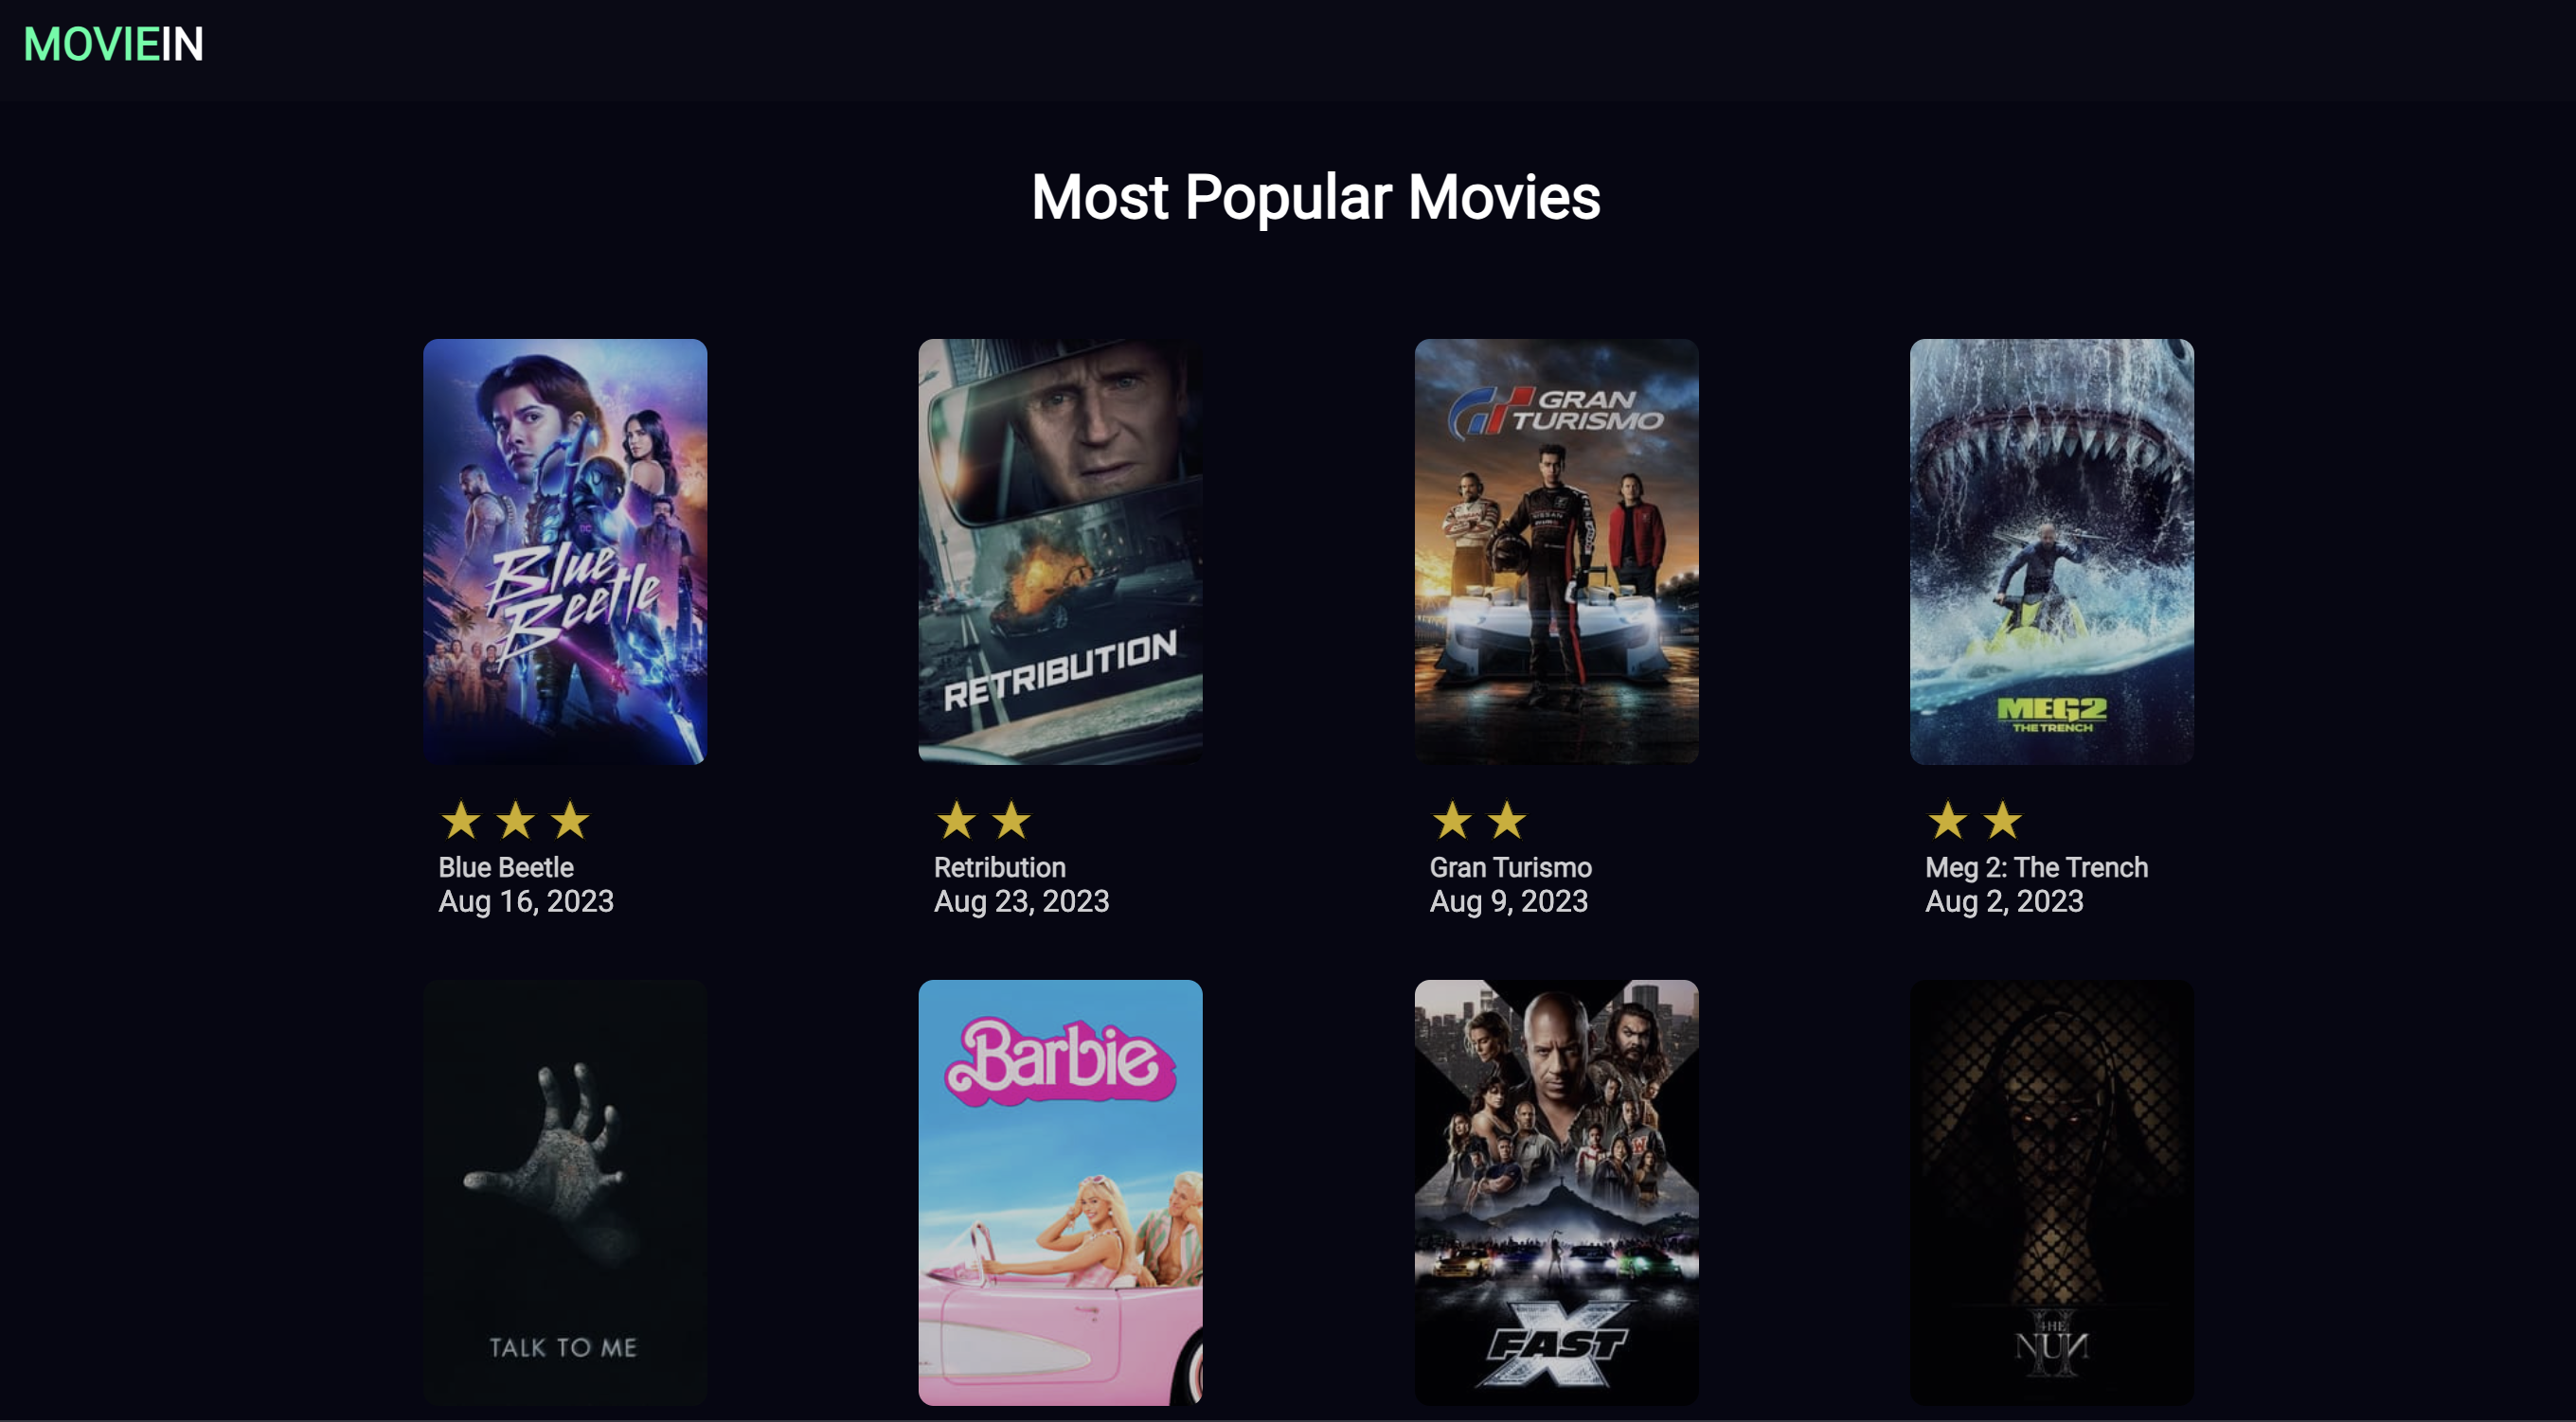 MOVIEIN
Most Popular Movies
Blue
Beetle
RETRIBUTION
GRAN
TURISMO
NISSAN
MEG2
THE TRENCH
Blue Beetle
Aug 16, 2023
Retribution
Aug 23, 2023
Gran Turismo
Aug 9, 2023
Meg 2: The Trench
Aug 2, 2023
TALK TO ME
Barbie
FAST
X
THE
NUN
II